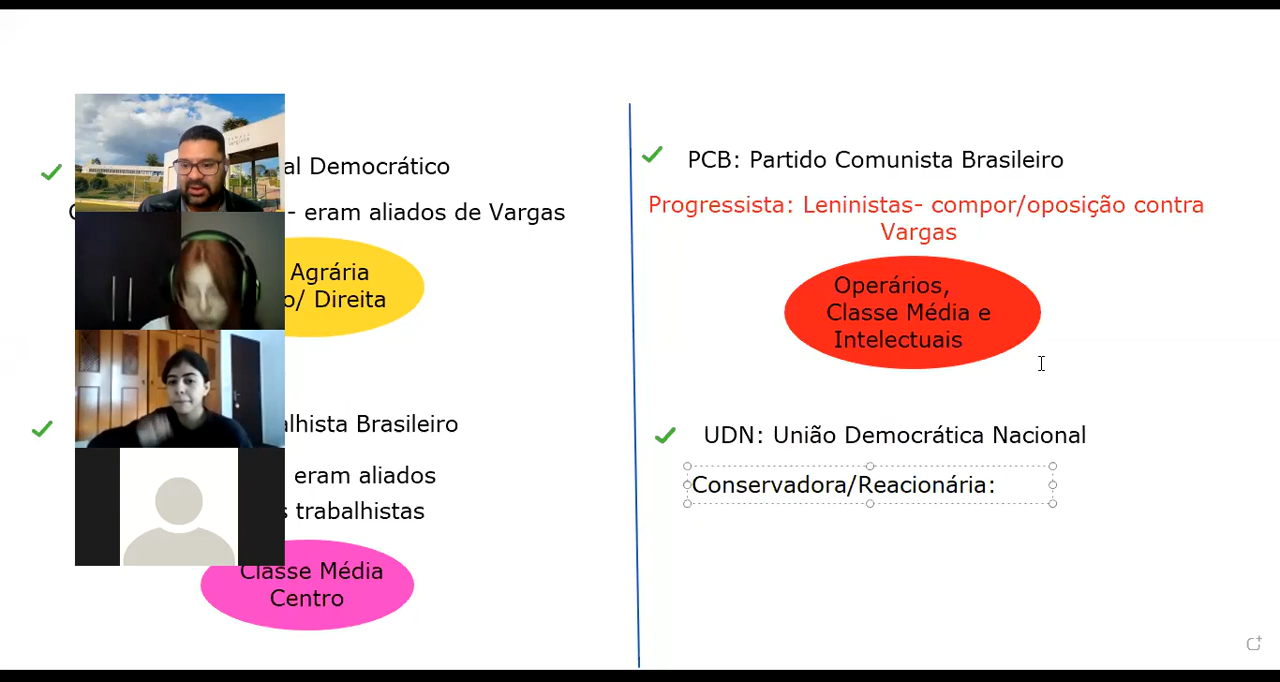 al Democrático
- eram aliados de Vargas
Agrária
o/ Direita
alhista Brasileiro
eram aliados
s trabalhistas
Classe Média
Centro
PCB: Partido Comunista Brasileiro
Progressista: Leninistas- compor/oposição contra
Vargas
Operários,
Classe Média e
Intelectuais
UDN: União Democrática Nacional
Conservadora/Reacionária: